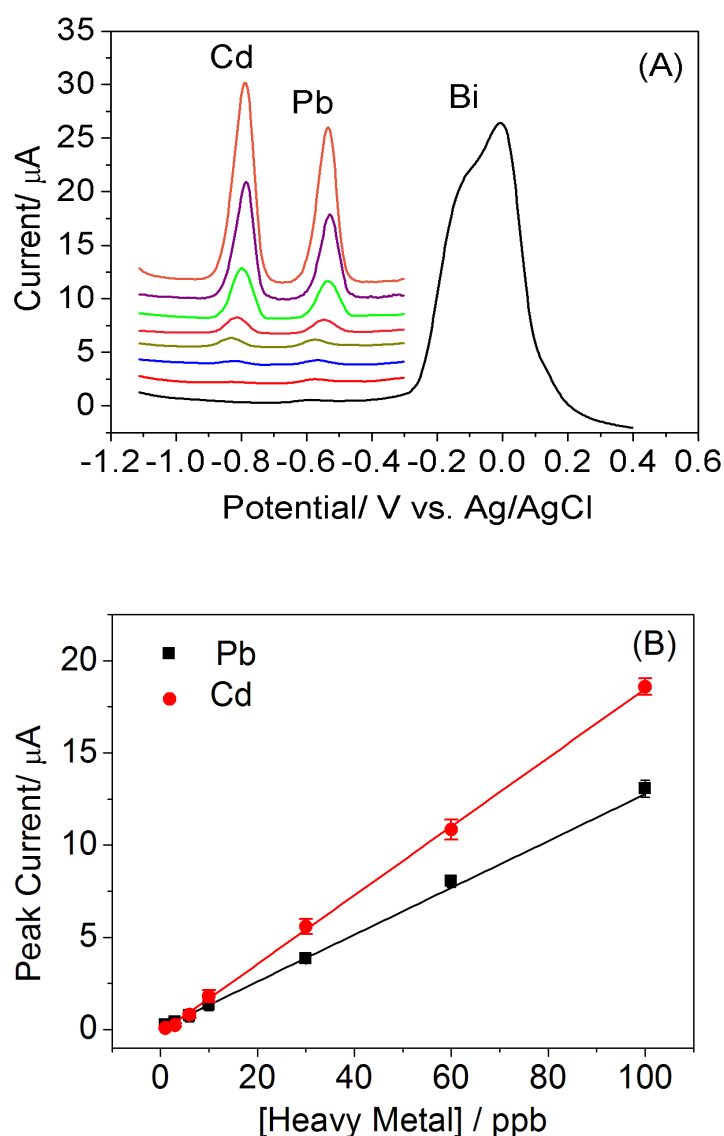 35
30
25
20
15
10
5
0
Current/ μA
Cd
Pb
Bi
(A)
-1.2 -1.0 -0.8 -0.6 -0.4 -0.2 0.0 0.2 0.4 0.6
Potential/ V vs. Ag/AgCl
20
15
10
5
0
Peak Current/ μA
Pb
Cd
(B)
0 20 40 60 80 100
[Heavy Metal] / ppb